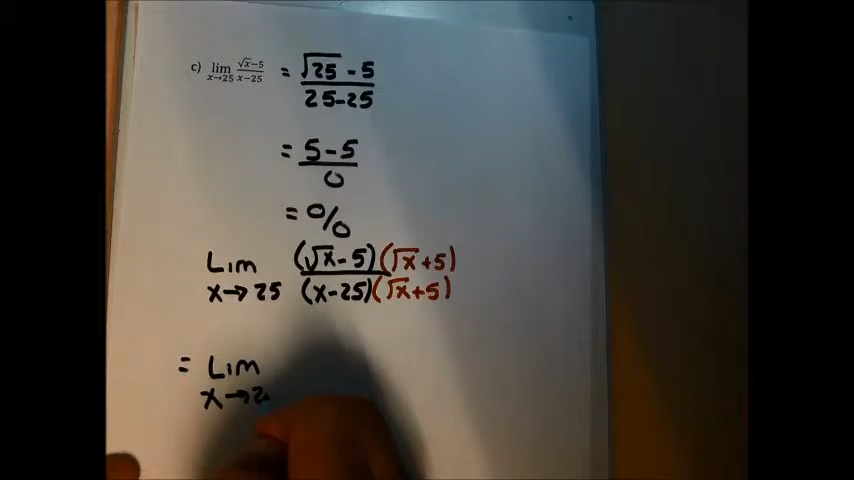 c) lim x→25 √x−5 / x−25 = √25 - 5 / 25-25
= 5-5 / 0
= 0/0
Lim x→25 (√x - 5)(√x+5) / (x-25)(√x+5)
= Lim x→2